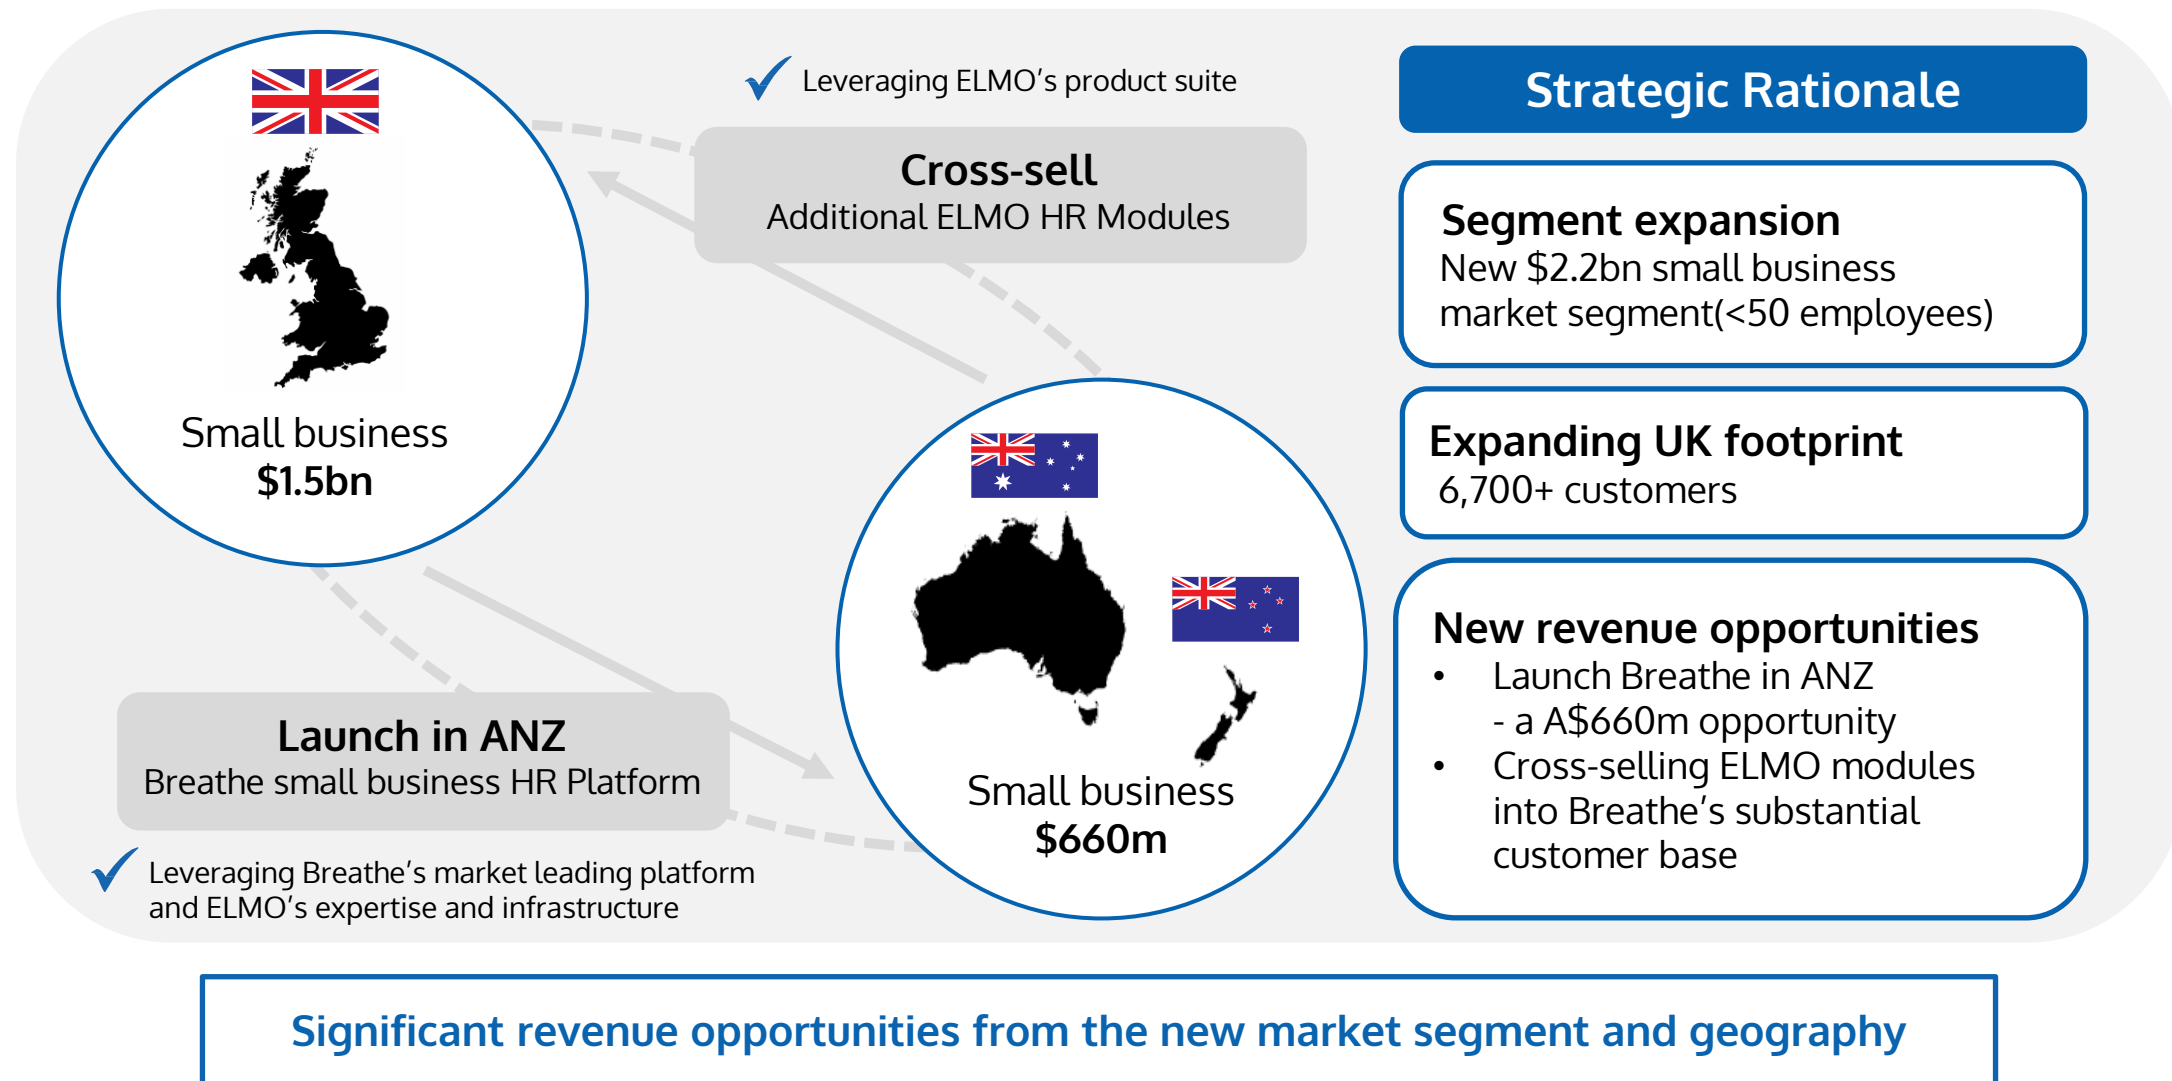 Leveraging ELMO’s product suite
Cross-sell
Additional ELMO HR Modules
Small business
$1.5bn
Small business
$660m
Launch in ANZ
Breathe small business HR Platform
Leveraging Breathe’s market leading platform
and ELMO’s expertise and infrastructure
Strategic Rationale
Segment expansion
New $2.2bn small business
market segment(<50 employees)
Expanding UK footprint
6,700+ customers
New revenue opportunities
• Launch Breathe in ANZ
- a A$660m opportunity
• Cross-selling ELMO modules
into Breathe’s substantial
customer base
Significant revenue opportunities from the new market segment and geography